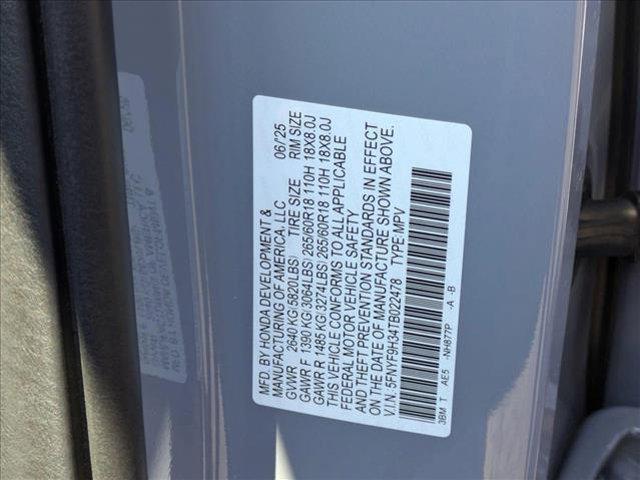 MFD. BY HONDA DEVELOPMENT &
MANUFACTURING OF AMERICA, LLC 06/25
GVWR 2640 KG(5820LBS) TIRE SIZE RIM SIZE
GAWR F 1390 KG(3064LBS)265/60R18 110H 18X8.0J
GAWR R 1485 KG(3274LBS)265/60R18 110H 18X8.0J
THIS VEHICLE CONFORMS TO ALL APPLICABLE
FEDERAL MOTOR VEHICLE SAFETY
AND THEFT PREVENTION STANDARDS IN EFFECT
ON THE DATE OF MANUFACTURE SHOWN ABOVE.
V.I.N. 5FNYF9H34TB022478 TYPE MPV
3BM T AE5 -NH877P -A -B